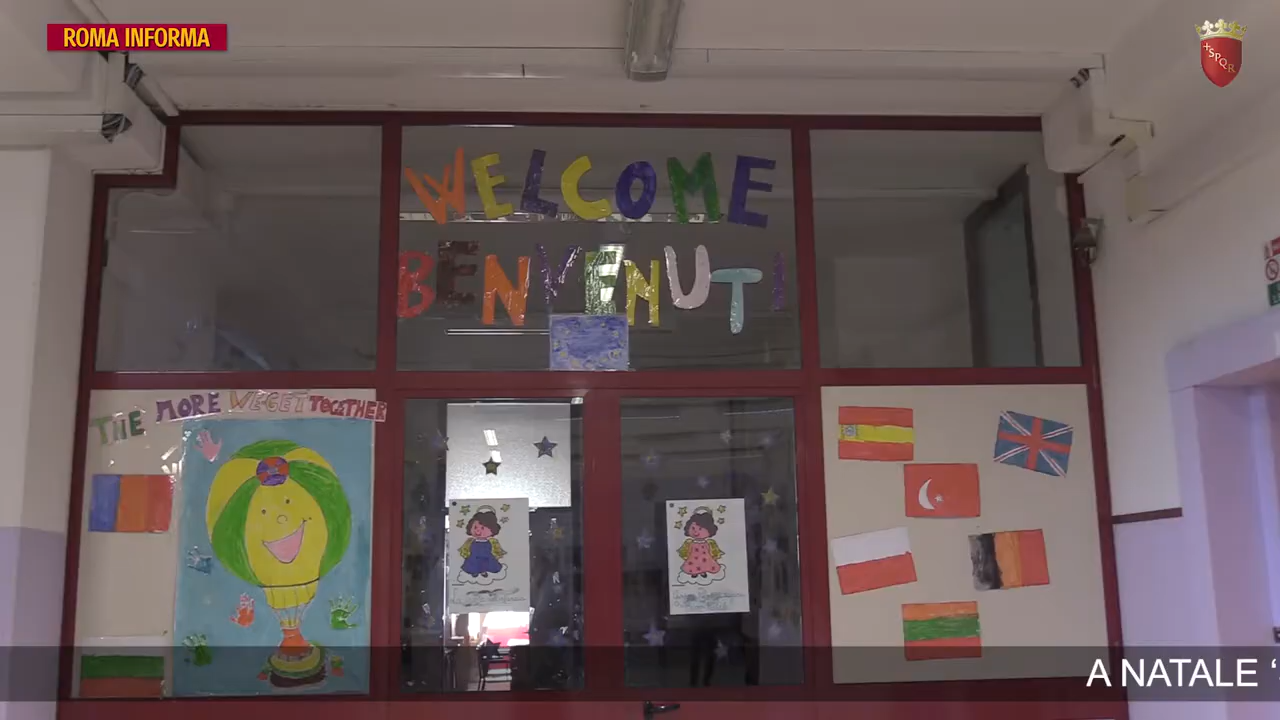 ROMA INFORMA
SPQR
WELCOME
BENVENUTI
THE MORE WE GET TOGETHER
A NATALE '